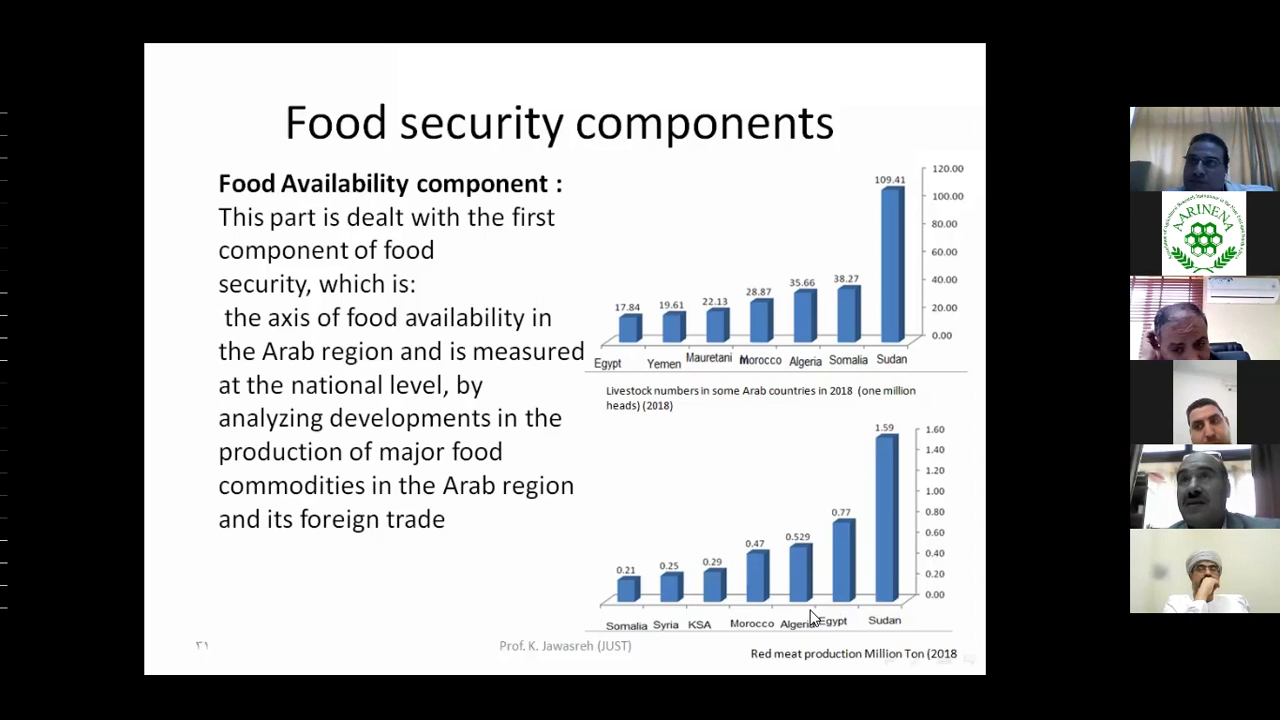 Food security components
Food Availability component :
This part is dealt with the first
component of food
security, which is:
the axis of food availability in
the Arab region and is measured
at the national level, by
analyzing developments in the
production of major food
commodities in the Arab region
and its foreign trade
120.00
100.00
80.00
60.00
40.00
20.00
0.00
17.84 19.61 22.13 28.87 35.66 38.27 109.41
Egypt Yemen Mauretani Morocco Algeria Somalia Sudan
Livestock numbers in some Arab countries in 2018 (one million
heads) (2018)
1.60
1.40
1.20
1.00
0.80
0.60
0.40
0.20
0.00
0.21 0.25 0.29 0.47 0.529 0.77 1.59
Somalia Syria KSA Morocco Algeria Egypt Sudan
Red meat production Million Ton (2018
٣١
Prof. K. Jawasreh (JUST)
AARINENA